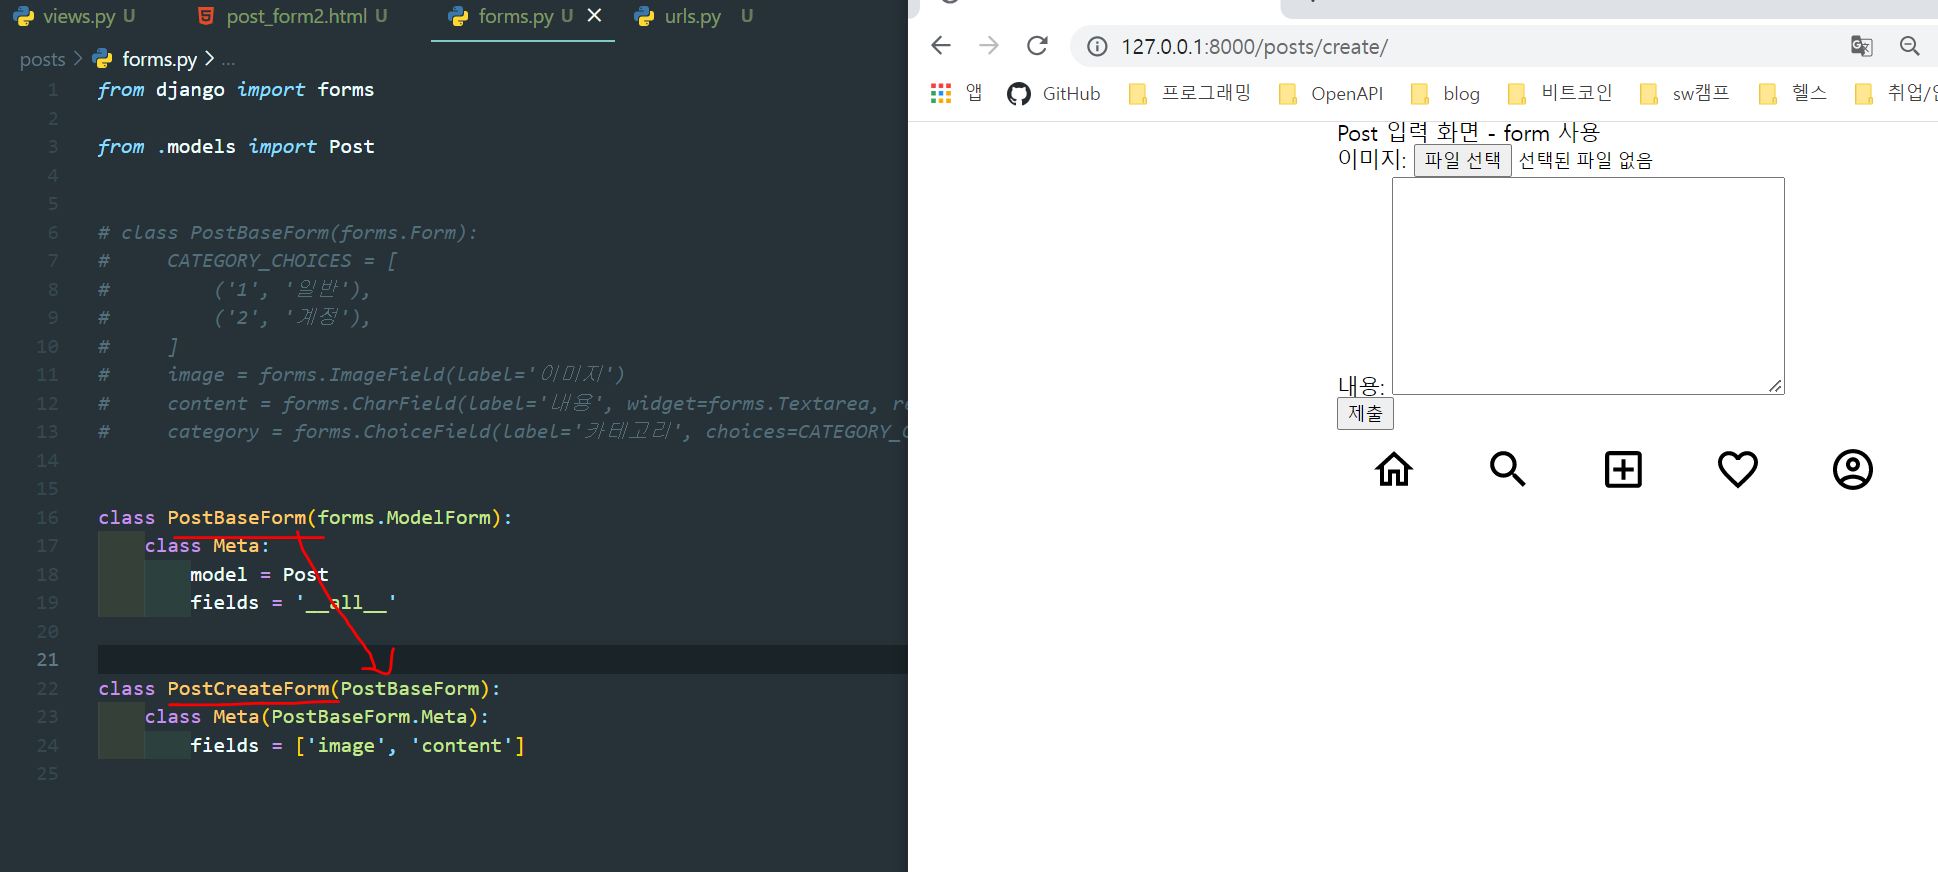 views.py U post_form2.html U forms.py U urls.py U
posts > forms.py > ...
1 from django import forms
2
3 from .models import Post
4
5
6 # class PostBaseForm(forms.Form):
7 #     CATEGORY_CHOICES = [
8 #         ('1', '일반'),
9 #         ('2', '계정'),
10 #     ]
11 #     image = forms.ImageField(label='이미지')
12 #     content = forms.CharField(label='내용', widget=forms.Textarea,
13 #     category = forms.ChoiceField(label='카테고리',
14
15
16 class PostBaseForm(forms.ModelForm):
17     class Meta:
18         model = Post
19         fields = '__all__'
20
21
22 class PostCreateForm(PostBaseForm):
23     class Meta(PostBaseForm.Meta):
24         fields = ['image', 'content']
25
127.0.0.1:8000/posts/create/
앱 GitHub 프로그래밍 OpenAPI blog 비트코인 sw캠프 헬스
Post 입력 화면 - form 사용
이미지: 파일 선택 선택된 파일 없음
내용:
제출